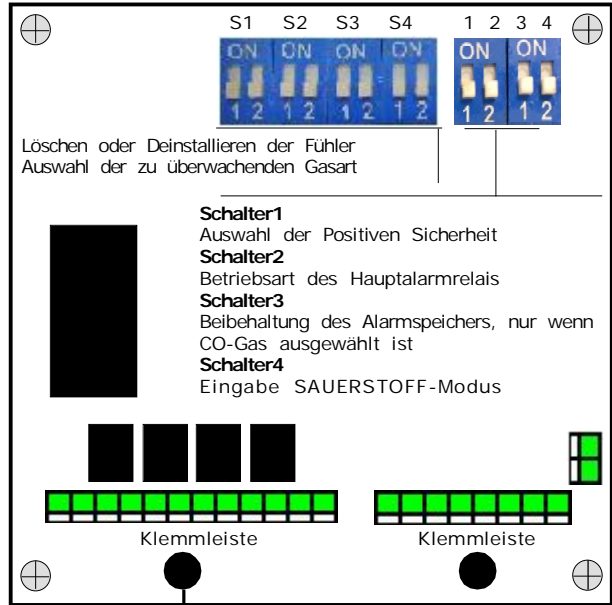 S1 S2 S3 S4 1 2 3 4
ON ON ON ON ON ON
1 2 1 2 1 2 1 2 1 2 1 2
Löschen oder Deinstallieren der Fühler
Auswahl der zu überwachenden Gasart
Schalter1
Auswahl der Positiven Sicherheit
Schalter2
Betriebsart des Hauptalarmrelais
Schalter3
Beibehaltung des Alarmspeichers, nur wenn
CO-Gas ausgewählt ist
Schalter4
Eingabe SAUERSTOFF-Modus
Klemmleiste Klemmleiste